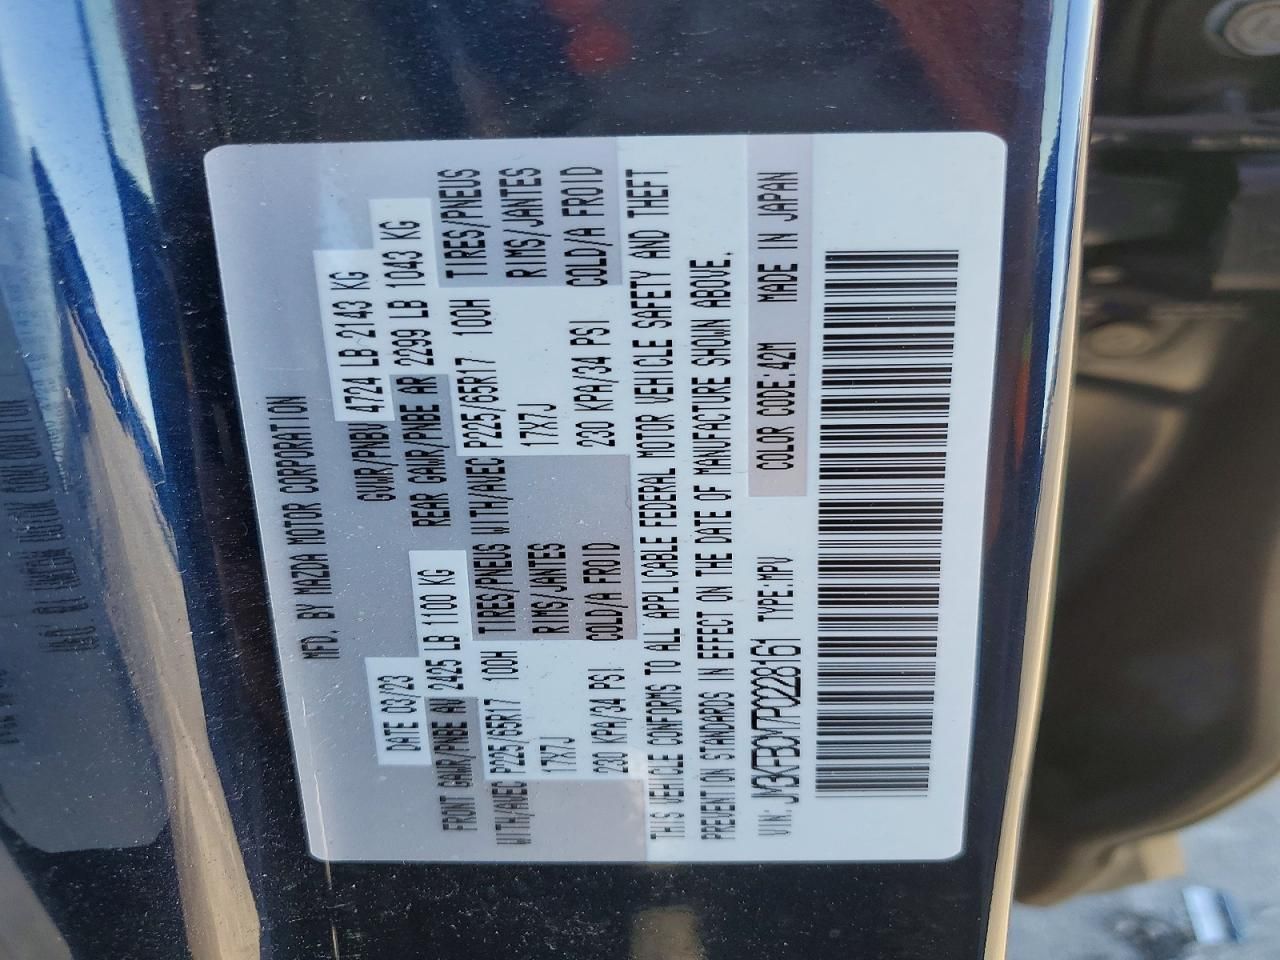 MFD. BY MAZDA MOTOR CORPORATION
DATE 03/23 GVWR/PNBV 4724 LB 2143 KG
FRONT GAWR/PNBE AV 2425 LB 1100 KG REAR GAWR/PNBE AR 2299 LB 1043 KG
WITH/AVEC P225/65R17 100H TIRES/PNEUS WITH/AVEC P225/65R17 100H TIRES/PNEUS
17X7J RIMS/JANTES 17X7J RIMS/JANTES
230 KPA/34 PSI COLD/A FROID 230 KPA/34 PSI COLD/A FROID
THIS VEHICLE CONFORMS TO ALL APPLICABLE FEDERAL MOTOR VEHICLE SAFETY AND THEFT
PREVENTION STANDARDS IN EFFECT ON THE DATE OF MANUFACTURE SHOWN ABOVE.
VIN: JM3KFBCM7P0228161 TYPE:MPV COLOR CODE:42M MADE IN JAPAN